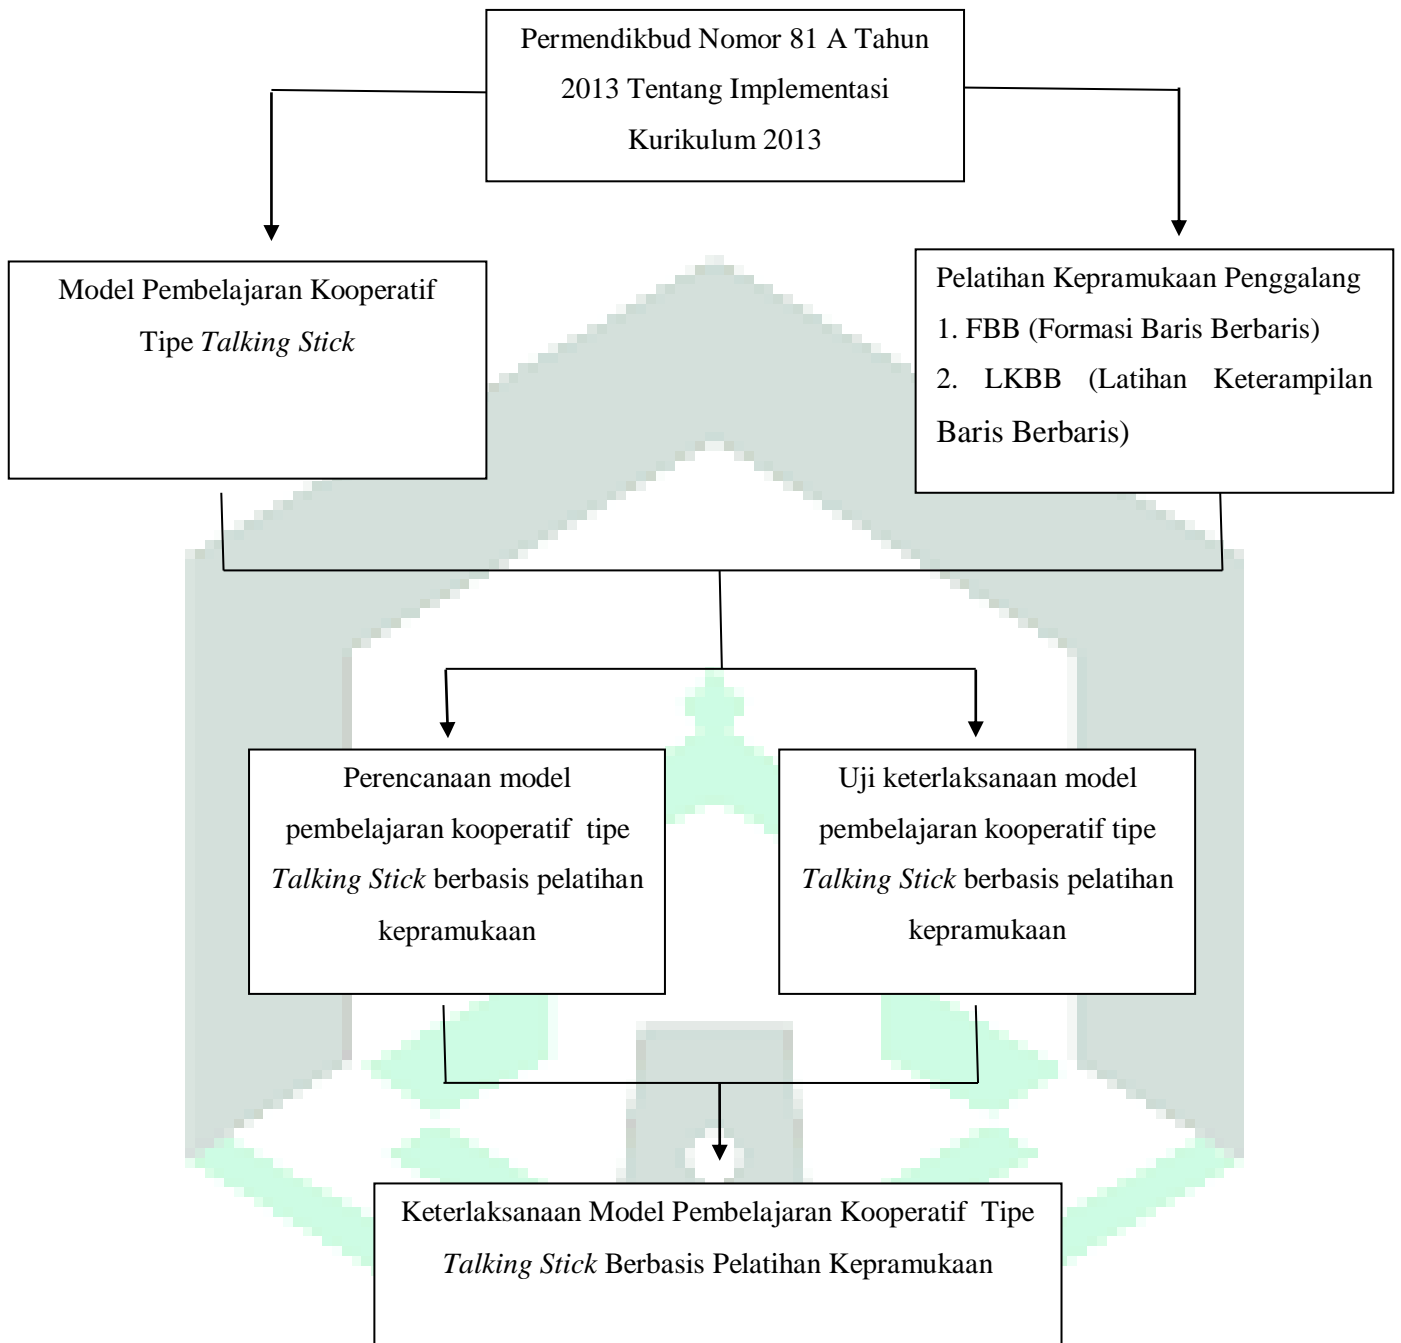 Permendikbud Nomor 81 A Tahun
2013 Tentang Implementasi
Kurikulum 2013
Model Pembelajaran Kooperatif
Tipe Talking Stick
Pelatihan Kepramukaan Penggalang
1. FBB (Formasi Baris Berbaris)
2. LKBB (Latihan Keterampilan
Baris Berbaris)
Perencanaan model
pembelajaran kooperatif tipe
Talking Stick berbasis pelatihan
kepramukaan
Uji keterlaksanaan model
pembelajaran kooperatif tipe
Talking Stick berbasis pelatihan
kepramukaan
Keterlaksanaan Model Pembelajaran Kooperatif Tipe
Talking Stick Berbasis Pelatihan Kepramukaan